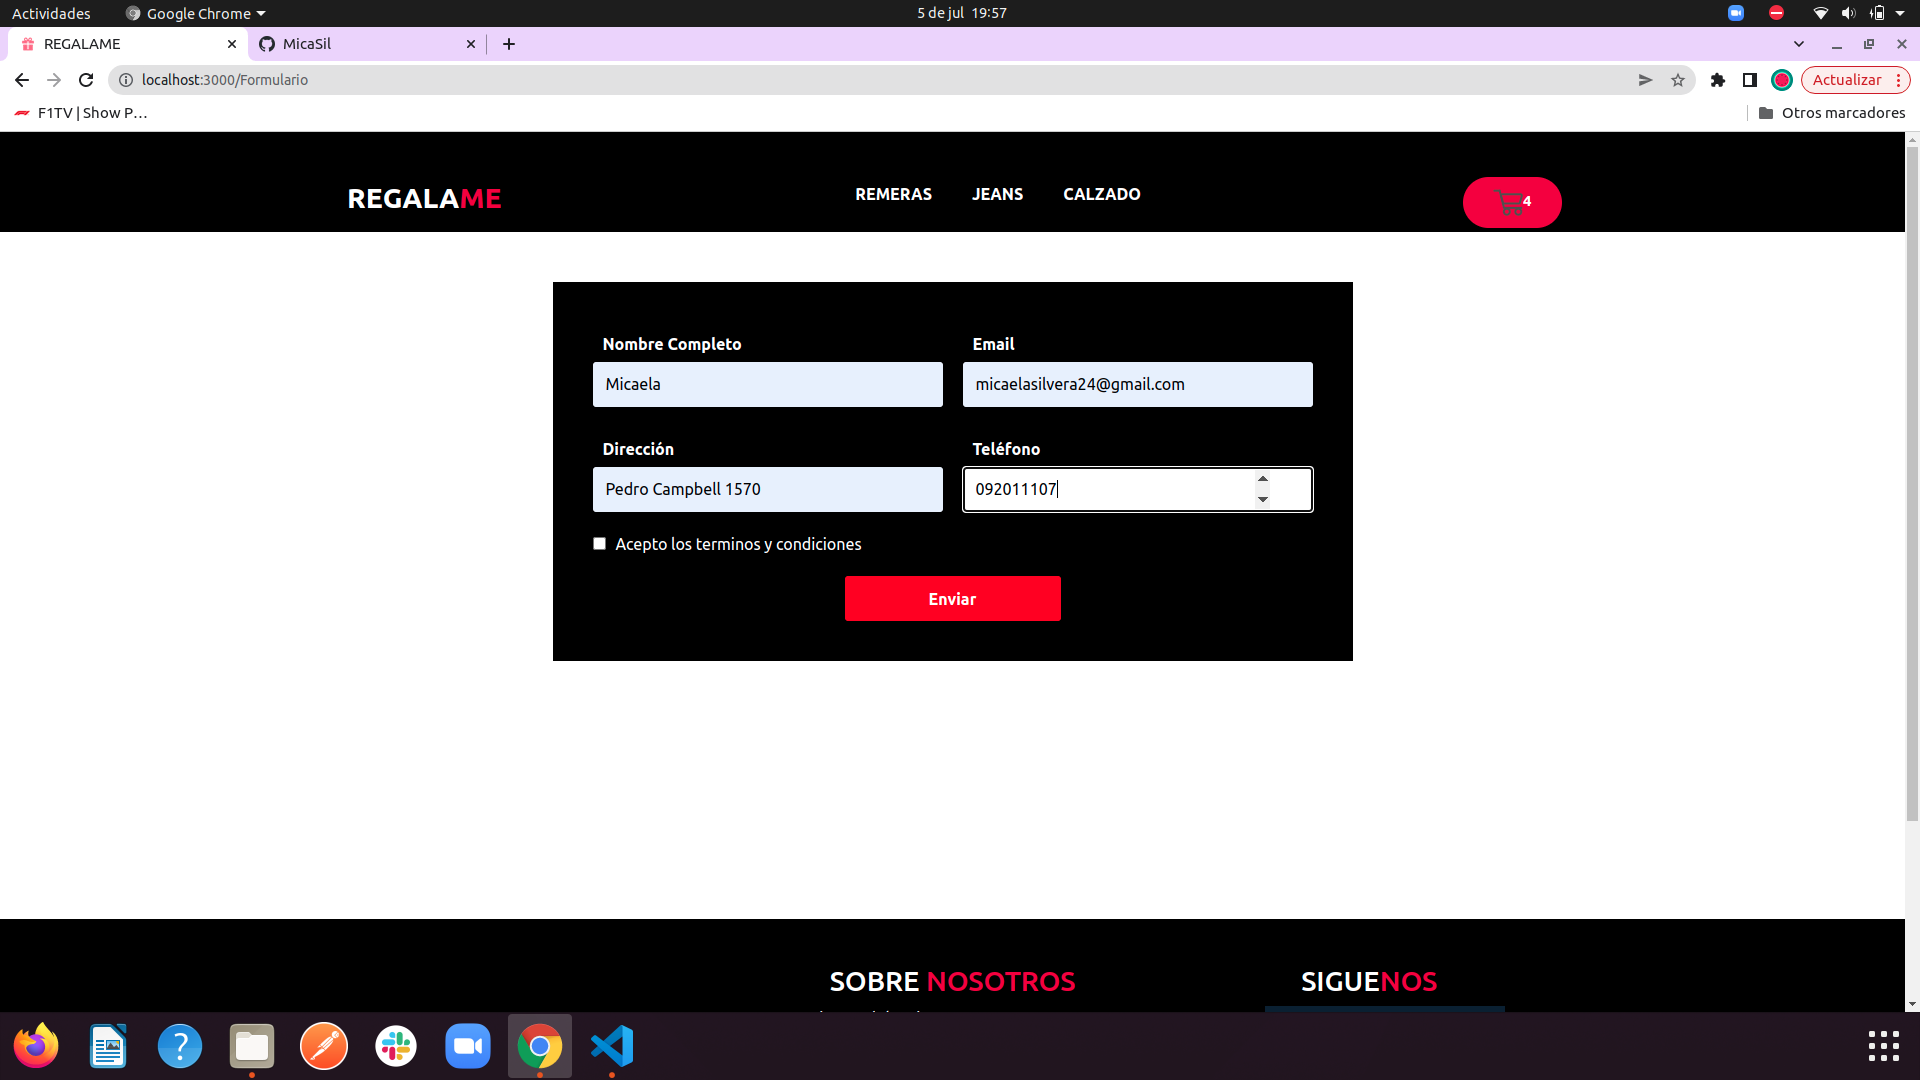 Actividades
Google Chrome
5 de jul 19:57
REGALAME
MicaSil
localhost:3000/Formulario
Actualizar
F1TV | Show P...
Otros marcadores
REGALAME
REMERAS
JEANS
CALZADO
4
Nombre Completo
Email
Micaela
micaelasilvera24@gmail.com
Dirección
Teléfono
Pedro Campbell 1570
092011107
Acepto los terminos y condiciones
Enviar
SOBRE NOSOTROS
SIGUENOS